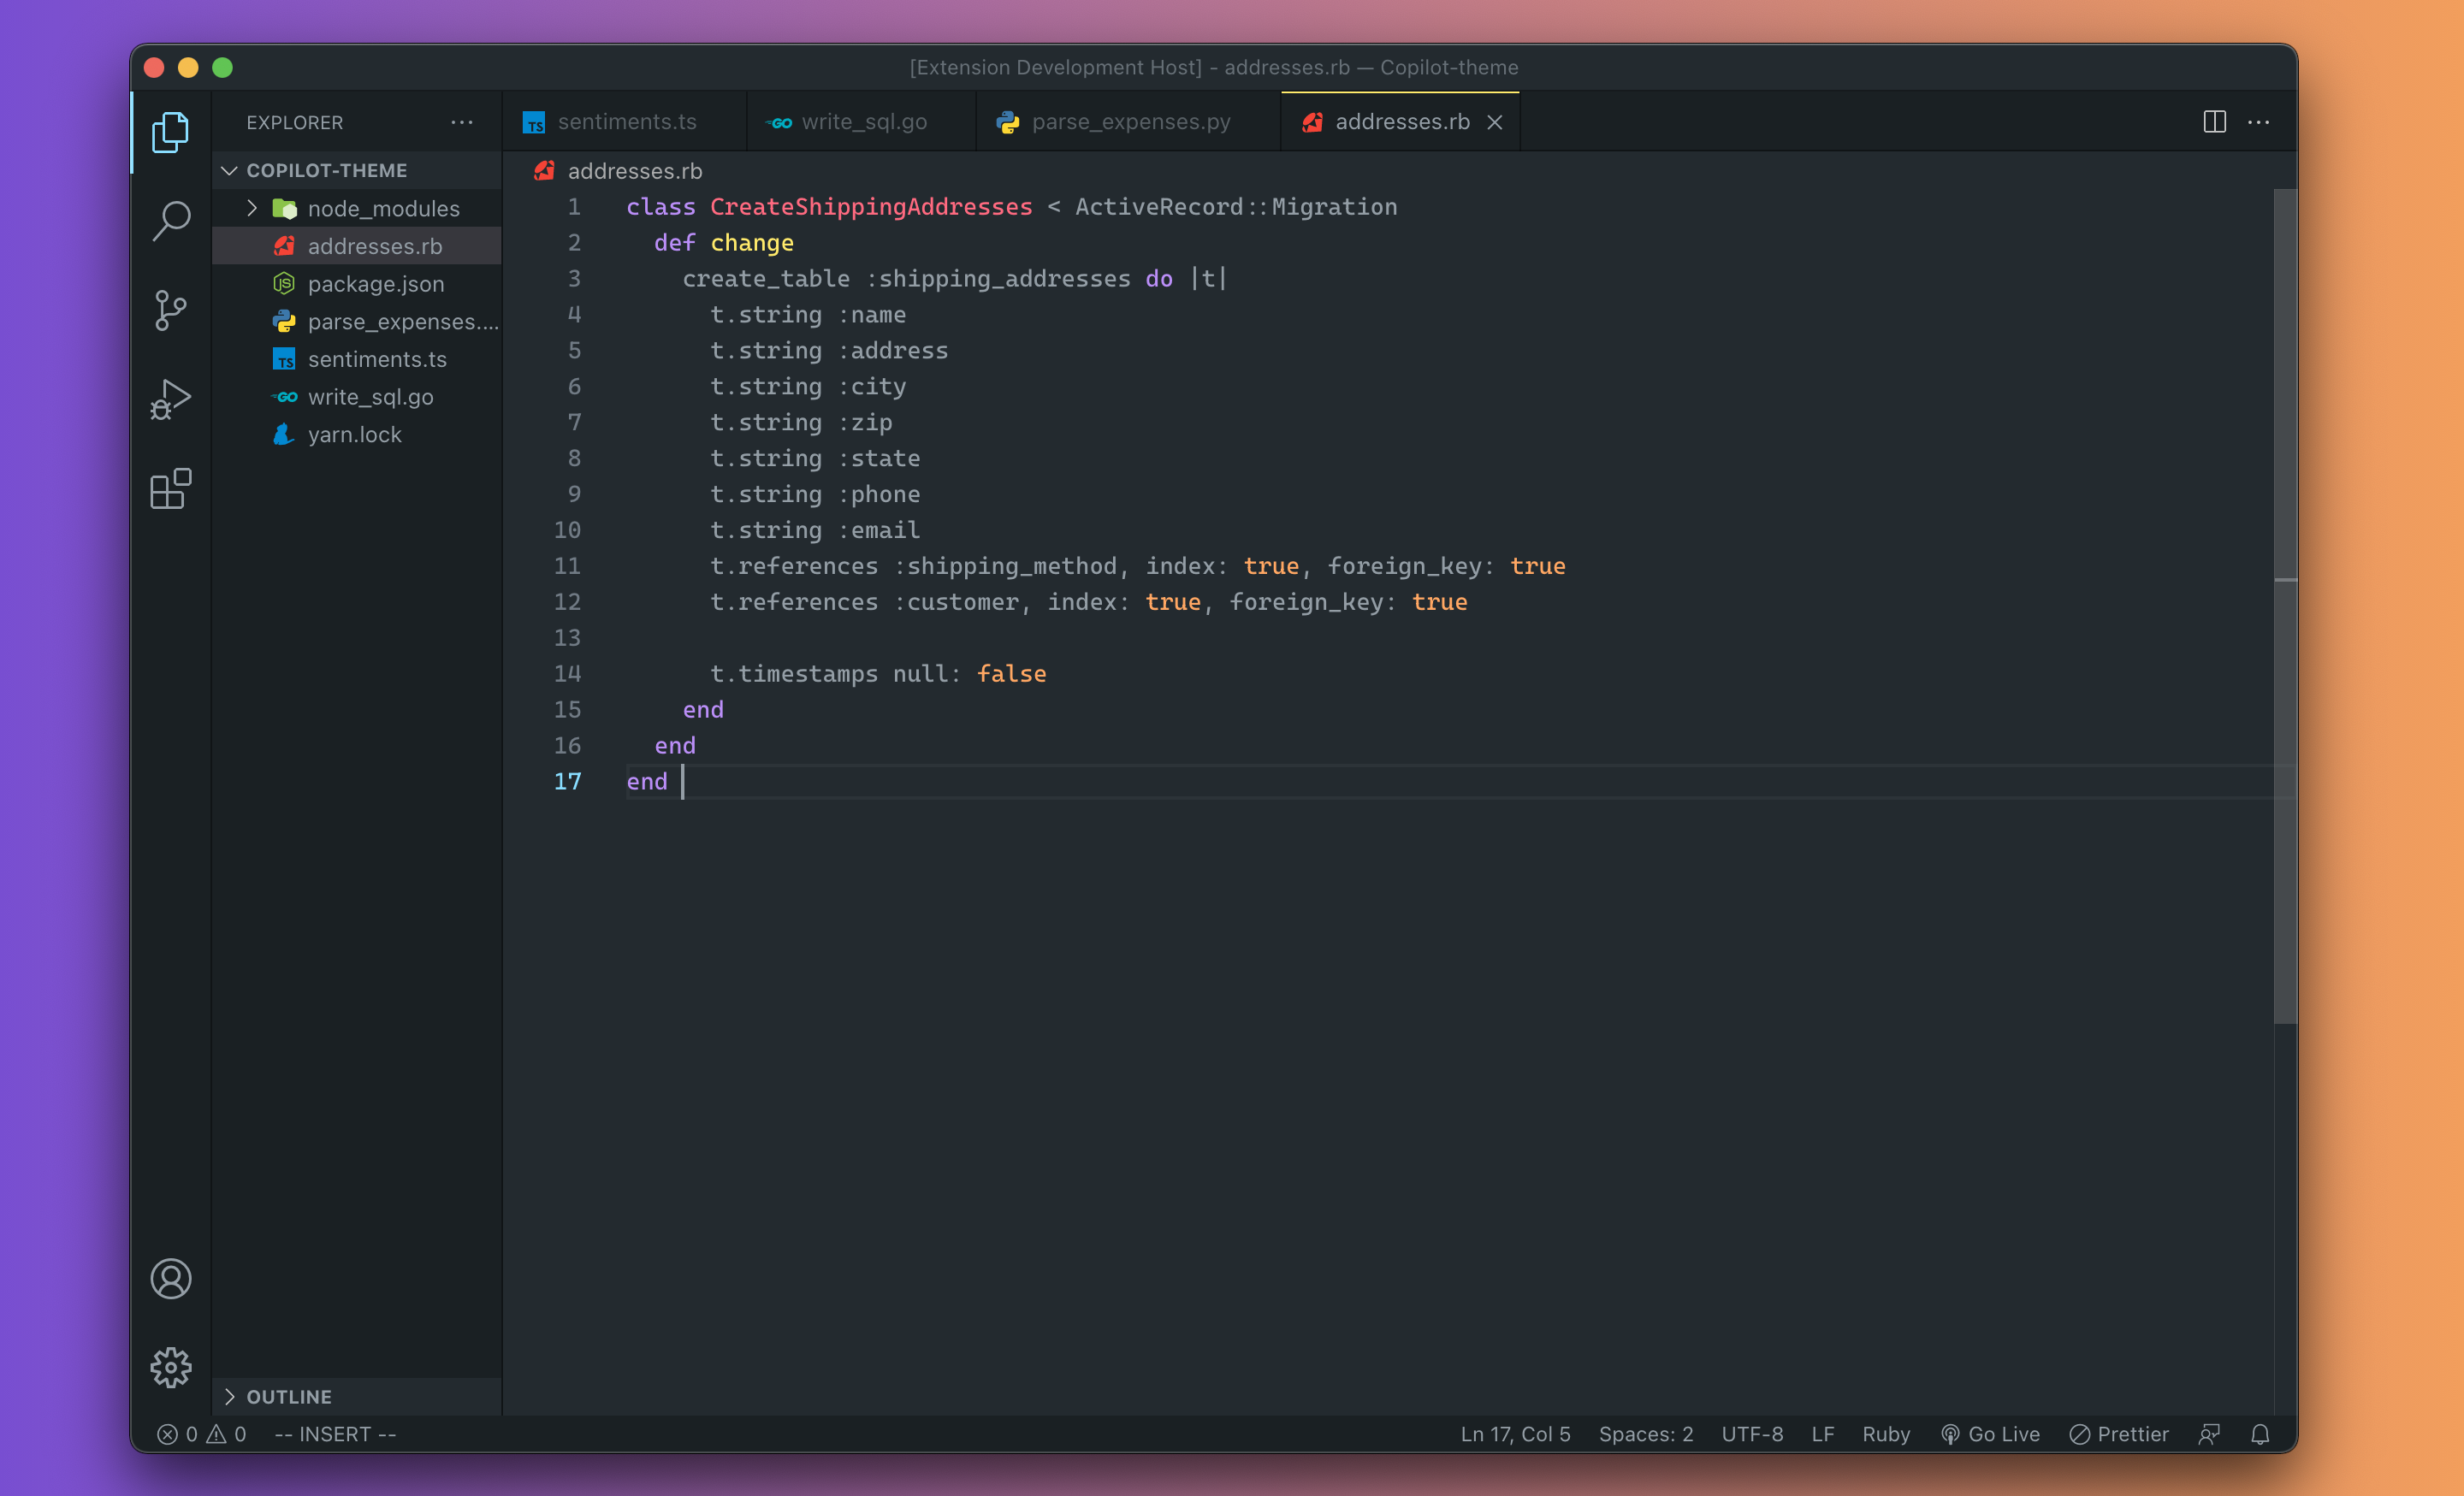 [Extension Development Host] - addresses.rb — Copilot-theme
EXPLORER
TS sentiments.ts
GO write_sql.go
parse_expenses.py
addresses.rb
COPILOT-THEME
node_modules
addresses.rb
JS package.json
parse_expenses....
TS sentiments.ts
GO write_sql.go
yarn.lock
OUTLINE
addresses.rb
1 class CreateShippingAddresses < ActiveRecord::Migration
2   def change
3     create_table :shipping_addresses do |t|
4       t.string :name
5       t.string :address
6       t.string :city
7       t.string :zip
8       t.string :state
9       t.string :phone
10       t.string :email
11       t.references :shipping_method, index: true, foreign_key: true
12       t.references :customer, index: true, foreign_key: true
13
14       t.timestamps null: false
15     end
16   end
17 end
0 0 -- INSERT -- Ln 17, Col 5 Spaces: 2 UTF-8 LF Ruby Go Live Prettier